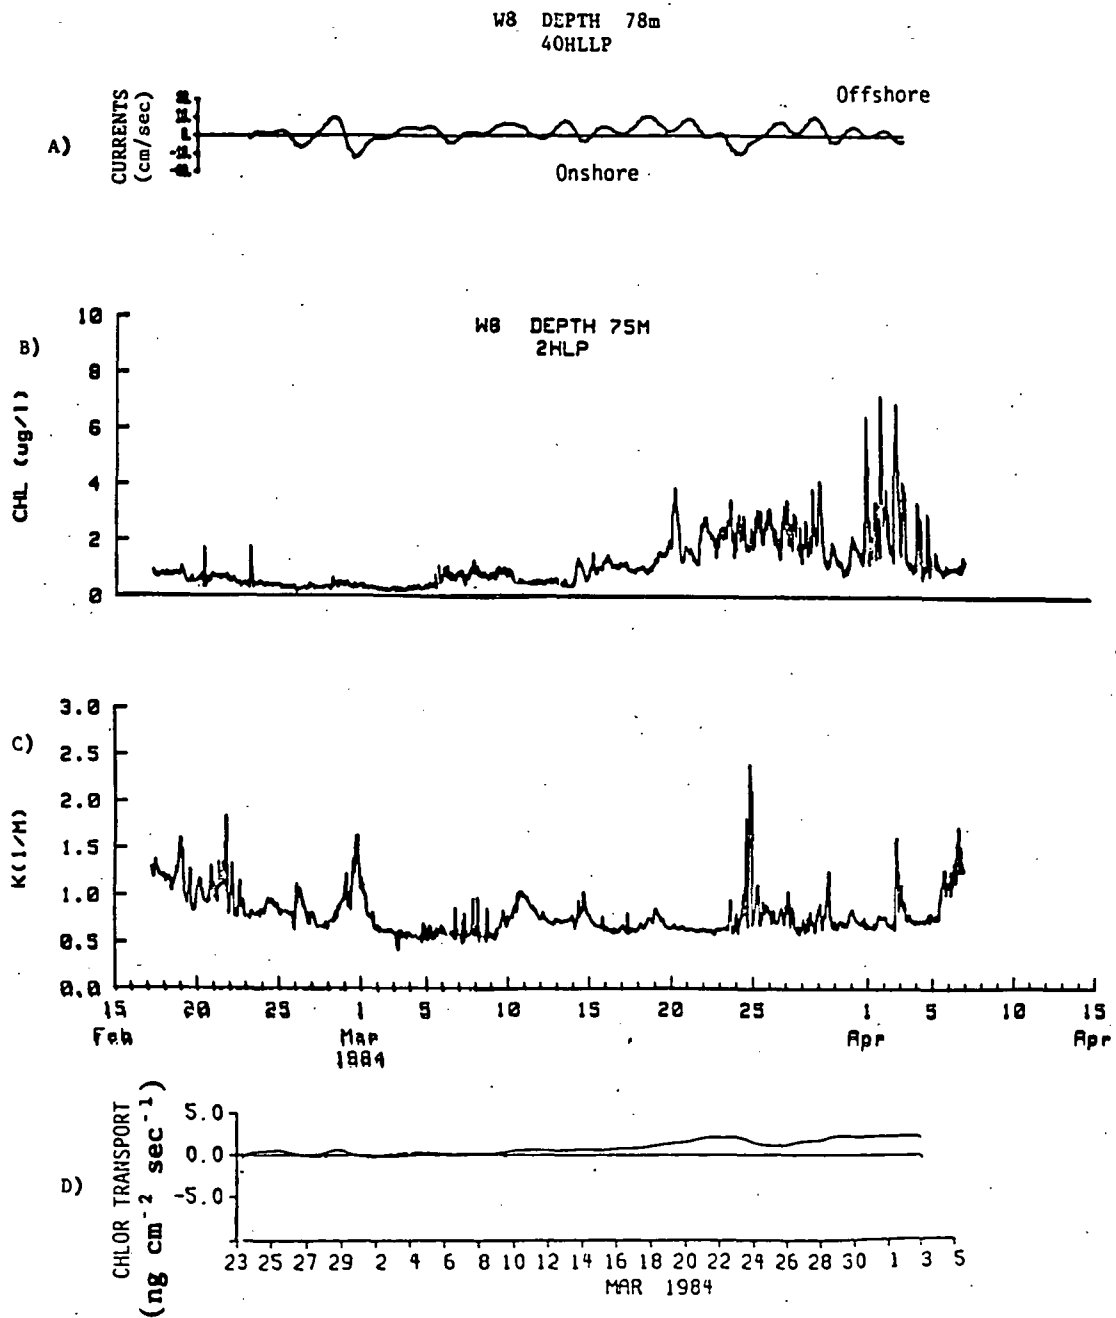 W8 DEPTH 78m
40HLLP
A)
CURRENTS
(cm/sec)
Offshore
Onshore
B)
W8 DEPTH 75M
2HLP
CHL (ug/l)
10
8
6
4
2
0
C)
K(1/M)
3.0
2.5
2.0
1.5
1.0
0.5
0.0
15 20 25 1 5 10 15 20 25 1 5 10 15
Feb Mar Apr Apr
1984
D)
CHLOR TRANSPORT
(ng cm⁻² sec⁻¹)
5.0
0.0
-5.0
23 25 27 29 2 4 6 8 10 12 14 16 18 20 22 24 26 28 30 1 3 5
MAR 1984